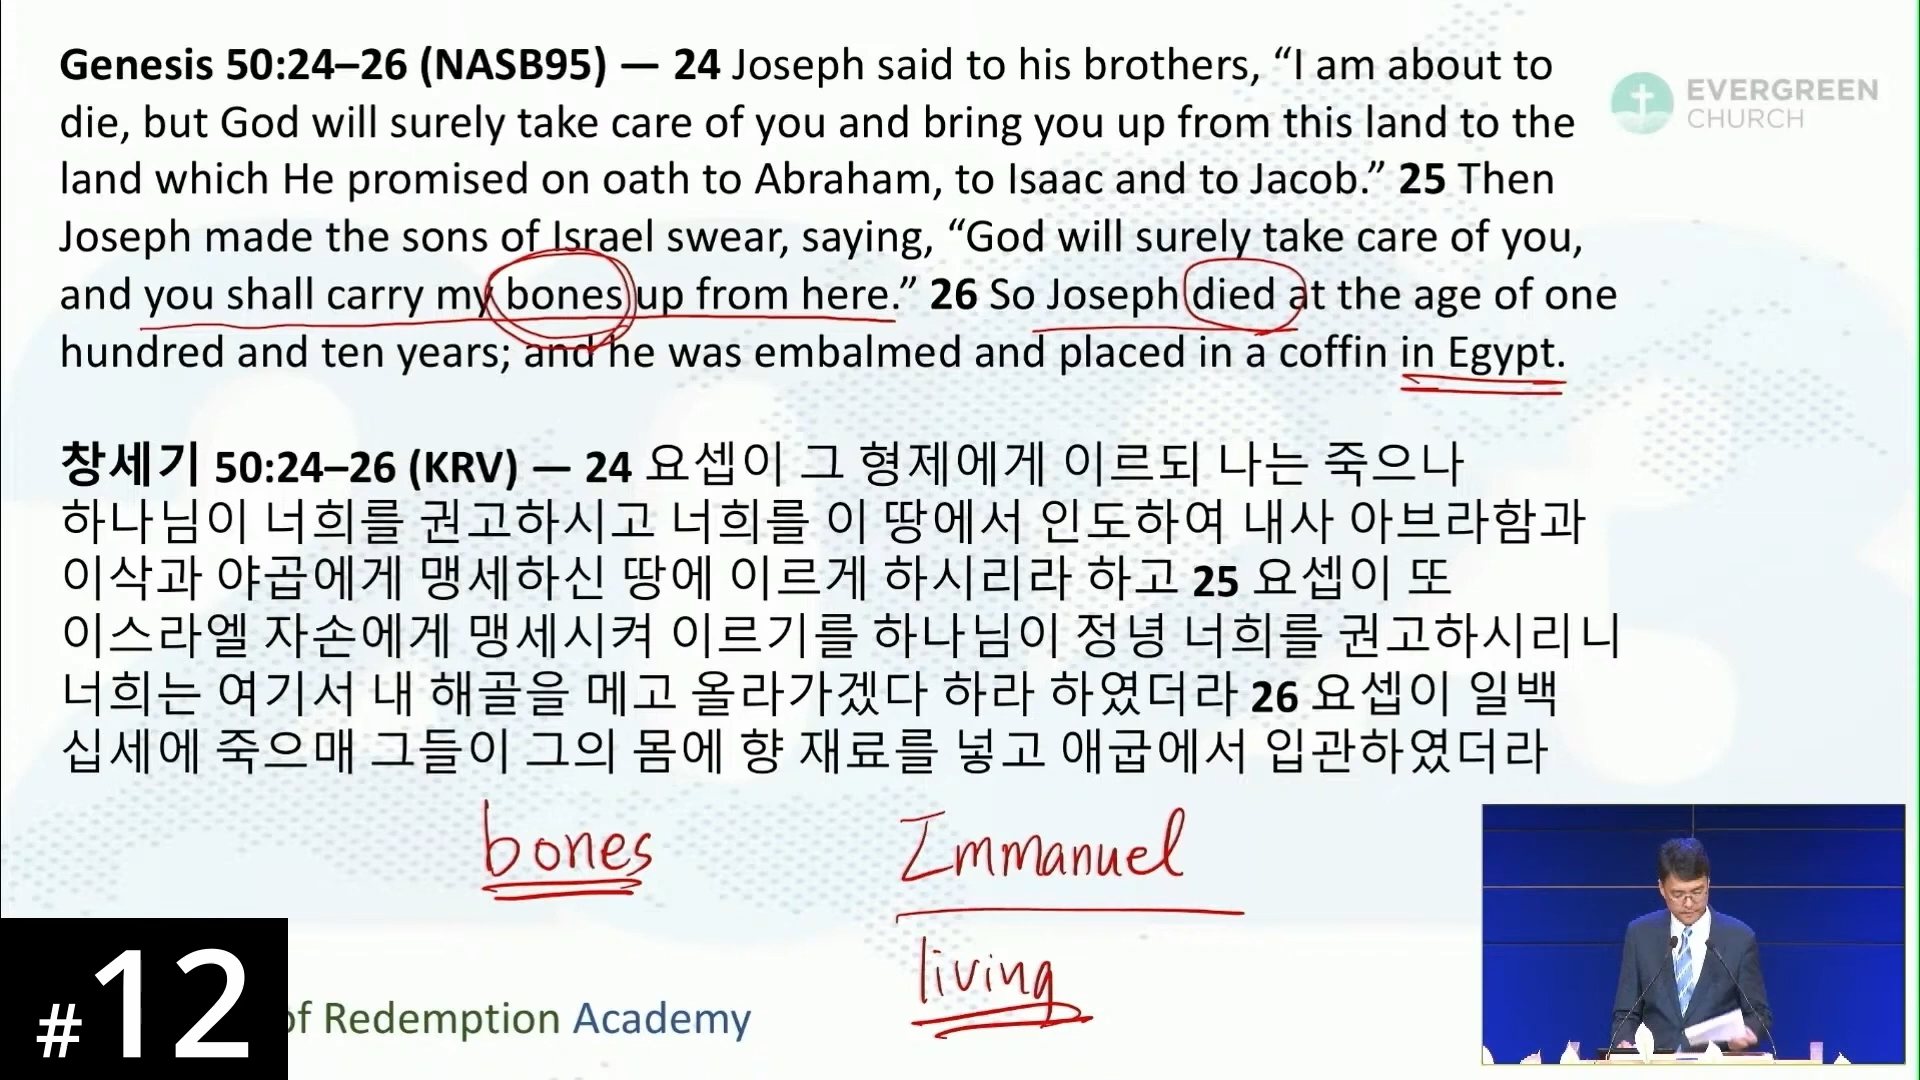 Genesis 50:24–26 (NASB95) — 24 Joseph said to his brothers, “I am about to
die, but God will surely take care of you and bring you up from this land to the
land which He promised on oath to Abraham, to Isaac and to Jacob.” 25 Then
Joseph made the sons of Israel swear, saying, “God will surely take care of you,
and you shall carry my bones up from here.” 26 So Joseph died at the age of one
hundred and ten years; and he was embalmed and placed in a coffin in Egypt.
EVERGREEN
CHURCH
창세기 50:24–26 (KRV) — 24 요셉이 그 형제에게 이르되 나는 죽으나
하나님이 너희를 권고하시고 너희를 이 땅에서 인도하여 내사 아브라함과
이삭과 야곱에게 맹세하신 땅에 이르게 하시리라 하고 25 요셉이 또
이스라엘 자손에게 맹세시켜 이르기를 하나님이 정녕 너희를 권고하시리니
너희는 여기서 내 해골을 메고 올라가겠다 하라 하였더라 26 요셉이 일백
십세에 죽으매 그들이 그의 몸에 향 재료를 넣고 애굽에서 입관하였더라
bones
Immanuel
living
#12
of Redemption Academy